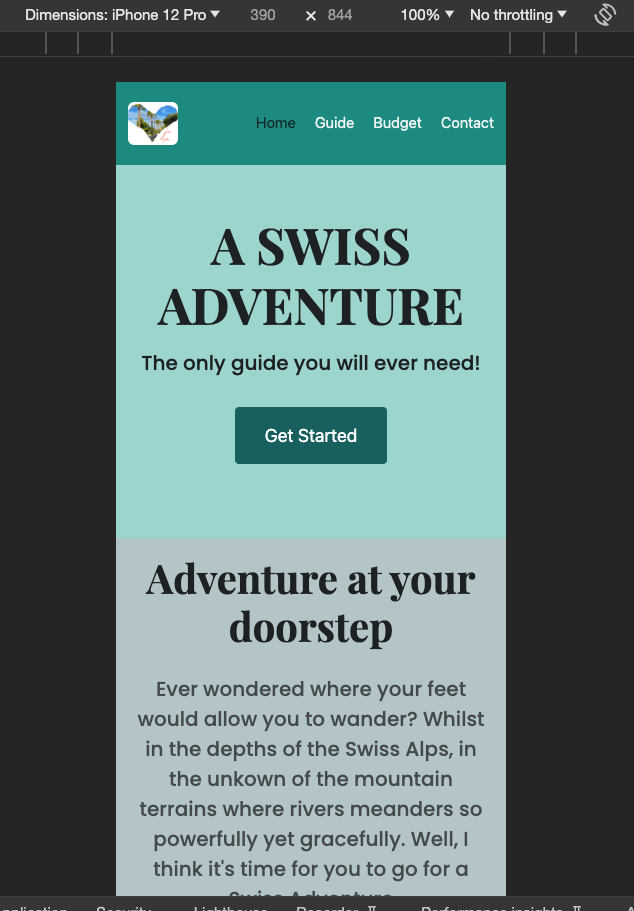 Dimensions: iPhone 12 Pro 390 × 844 100% No throttling
Home Guide Budget Contact
A SWISS
ADVENTURE
The only guide you will ever need!
Get Started
Adventure at your
doorstep
Ever wondered where your feet
would allow you to wander? Whilst
in the depths of the Swiss Alps, in
the unkown of the mountain
terrains where rivers meanders so
powerfully yet gracefully. Well, I
think it's time for you to go for a
Swiss Adventure
Security Lighthouse Recorder Performance insights